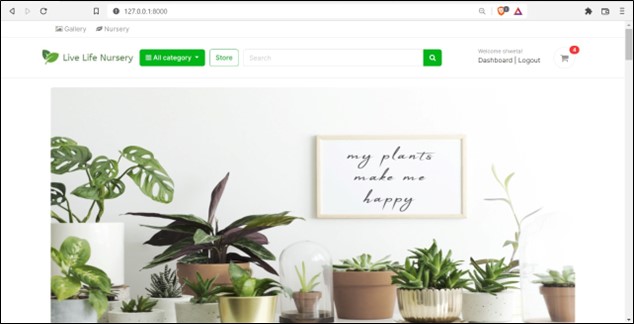 127.0.0.1:8000
Gallery Nursery
Live Life Nursery All category Store Search
Welcome shweta!
Dashboard | Logout
4
my plants
make me
happy